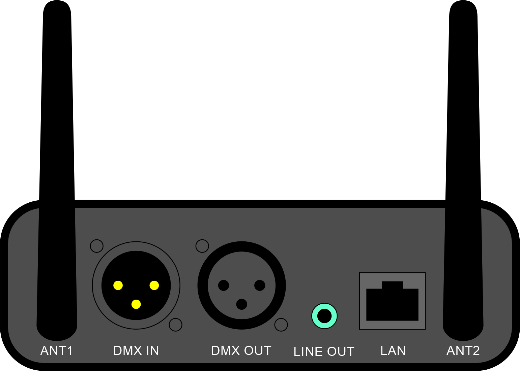 ANT1 DMX IN DMX OUT LINE OUT LAN ANT2